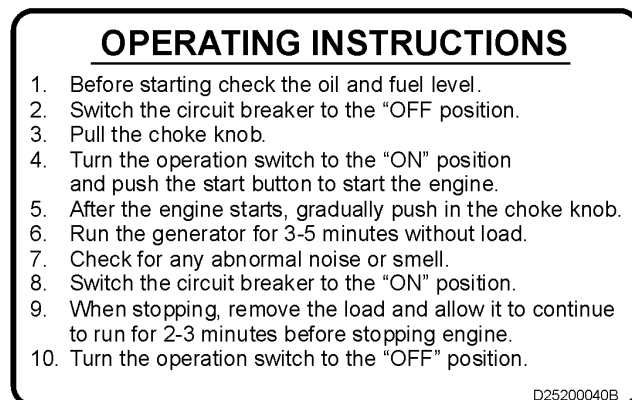 OPERATING INSTRUCTIONS
1. Before starting check the oil and fuel level.
2. Switch the circuit breaker to the “OFF position.
3. Pull the choke knob.
4. Turn the operation switch to the “ON” position
and push the start button to start the engine.
5. After the engine starts, gradually push in the choke knob.
6. Run the generator for 3-5 minutes without load.
7. Check for any abnormal noise or smell.
8. Switch the circuit breaker to the “ON” position.
9. When stopping, remove the load and allow it to continue
to run for 2-3 minutes before stopping engine.
10. Turn the operation switch to the “OFF” position.
D25200040B